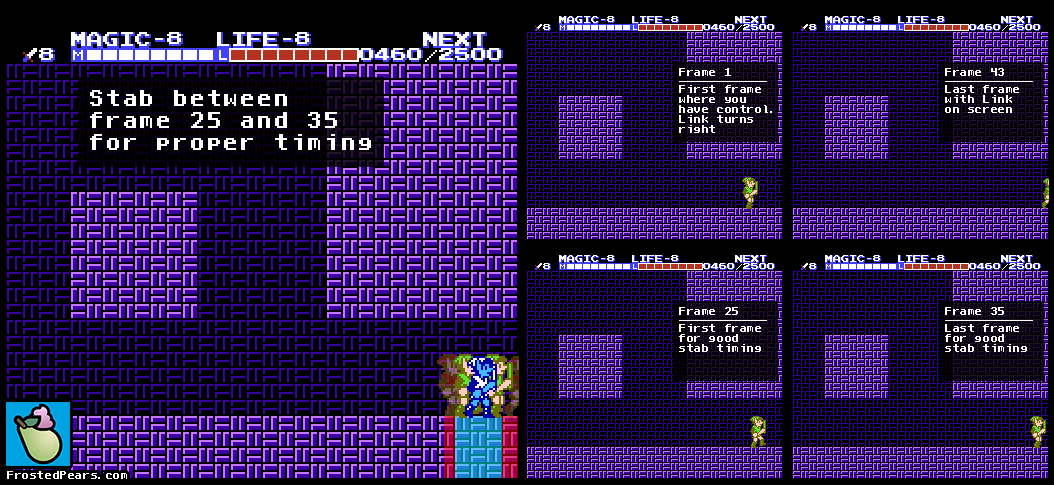 MAGIC-8 LIFE-8 NEXT
/8 M L 0460/2500
Stab between
frame 25 and 35
for proper timing
FrostedPears.com
MAGIC-8 LIFE-8 NEXT
/8 M L 0460/2500
Frame 1
First frame
where you
have control.
Link turns
right
MAGIC-8 LIFE-8 NEXT
/8 M L 0460/2500
Frame 43
Last frame
with Link
on screen
MAGIC-8 LIFE-8 NEXT
/8 M L 0460/2500
Frame 25
First frame
for good
stab timing
MAGIC-8 LIFE-8 NEXT
/8 M L 0460/2500
Frame 35
Last frame
for good
stab timing